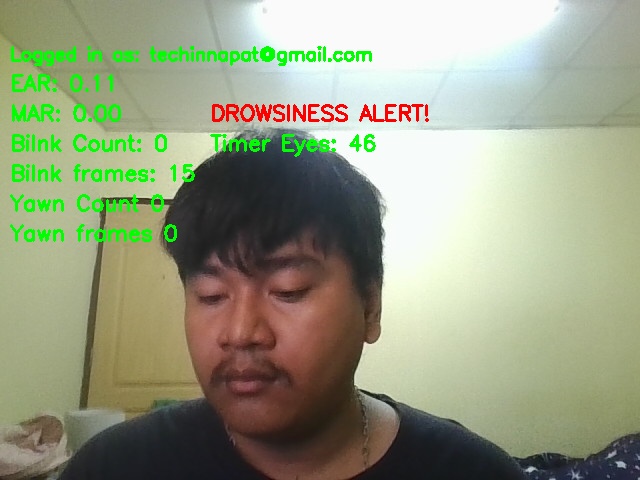 Logged in as: techinnapat@gmail.com
EAR: 0.11
MAR: 0.00 DROWSINESS ALERT!
Bilnk Count: 0 Timer Eyes: 46
Bilnk frames: 15
Yawn Count 0
Yawn frames 0